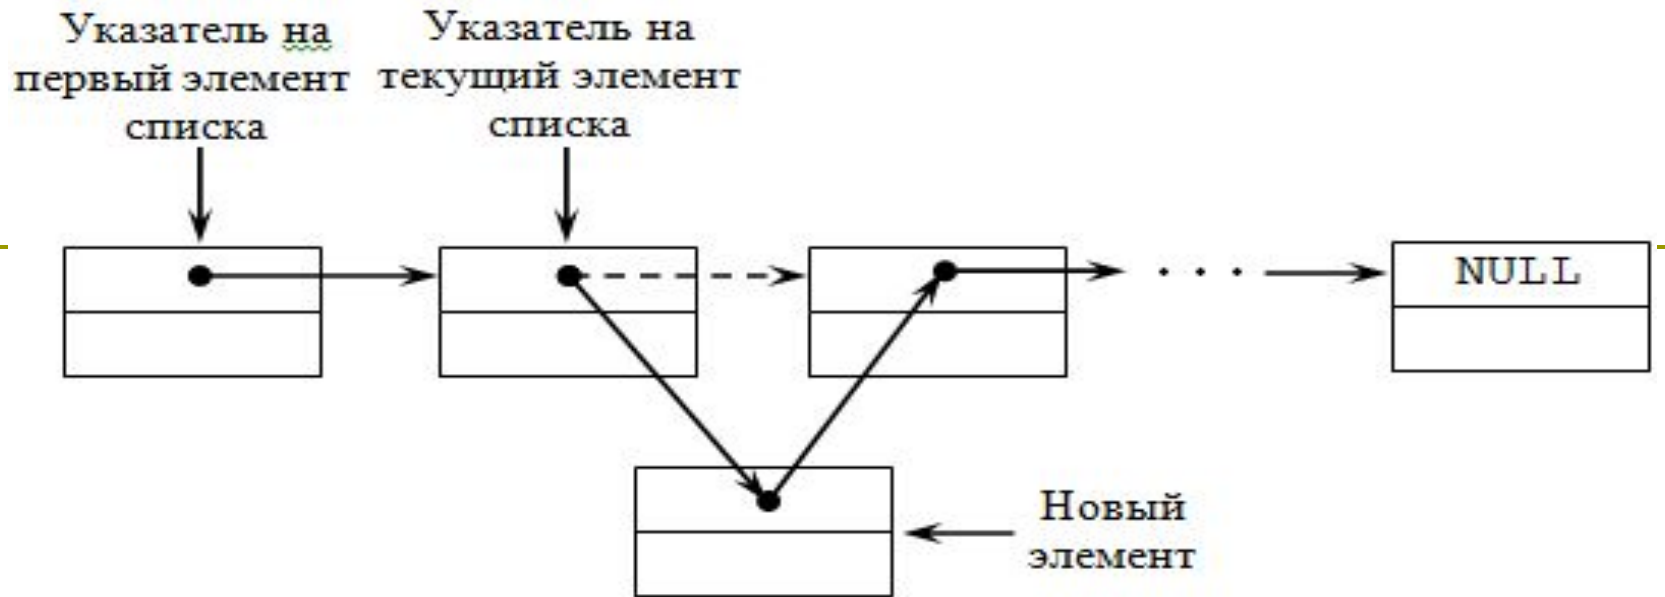 Указатель на
первый элемент
списка
Указатель на
текущий элемент
списка
NULL
Новый
элемент